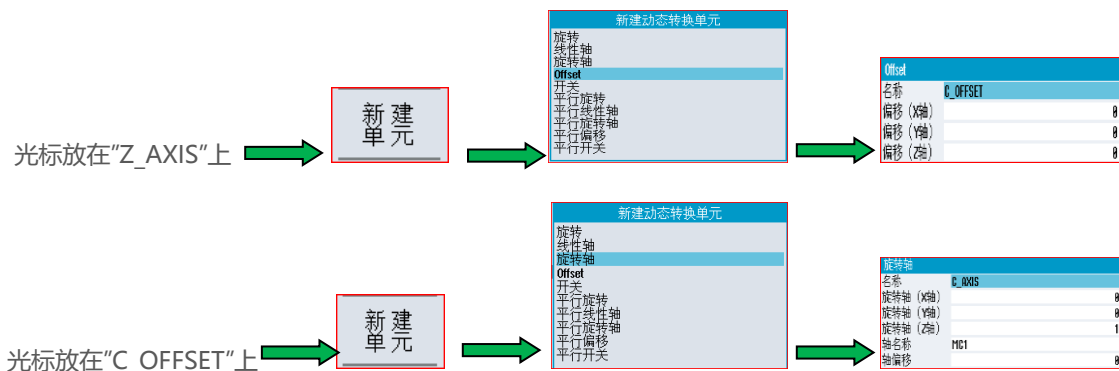 光标放在"Z_AXIS"上
新建
单元
新建动态转换单元
旋转
线性轴
旋转轴
Offset
开关
平行旋转
平行线性轴
平行旋转轴
平行偏移
平行开关
Offset
名称 C_OFFSET
偏移（X轴） 0
偏移（Y轴） 0
偏移（Z轴） 0
光标放在"C OFFSET"上
新建
单元
新建动态转换单元
旋转
线性轴
旋转轴
Offset
开关
平行旋转
平行线性轴
平行旋转轴
平行偏移
平行开关
旋转轴
名称 C_AXIS
旋转轴（X轴） 0
旋转轴（Y轴） 0
旋转轴（Z轴） 1
轴名称 MC1
轴偏移 0